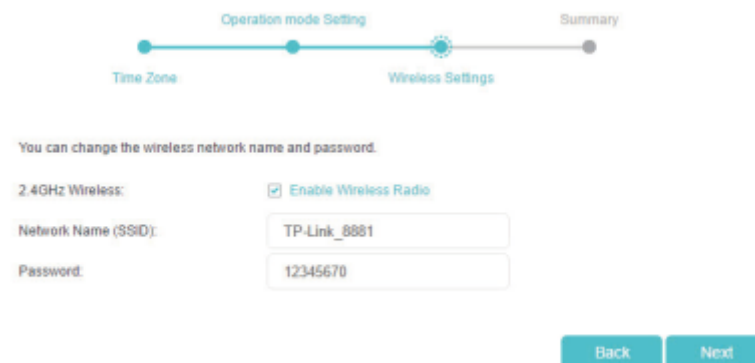 Operation mode Setting Summary
Time Zone Wireless Settings
You can change the wireless network name and password.
2.4GHz Wireless: Enable Wireless Radio
Network Name (SSID): TP-Link_8881
Password: 12345670
Back Next